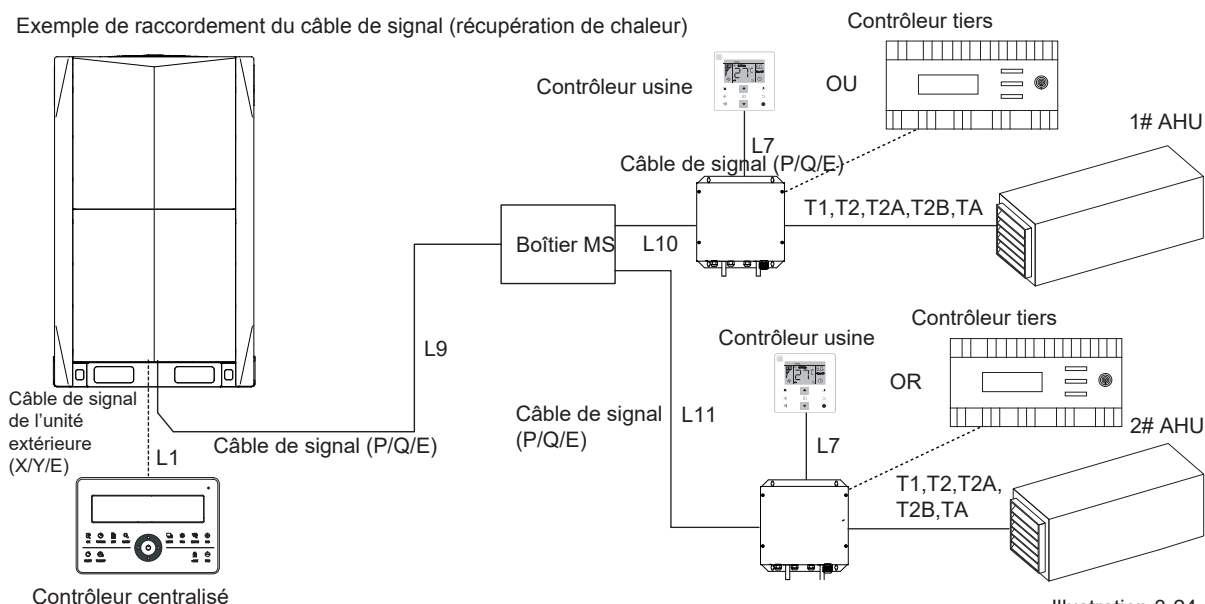 Exemple de raccordement du câble de signal (récupération de chaleur)
Contrôleur tiers
Contrôleur usine
OU
1# AHU
L7
Câble de signal (P/Q/E)
T1,T2,T2A,T2B,TA
Boîtier MS
L10
Contrôleur tiers
Contrôleur usine
L9
OR
Câble de signal
de l'unité
extérieure
(X/Y/E)
Câble de signal (P/Q/E)
L1
Câble de signal
(P/Q/E)
L11
2# AHU
L7
T1,T2,T2A,
T2B,TA
Contrôleur centralisé